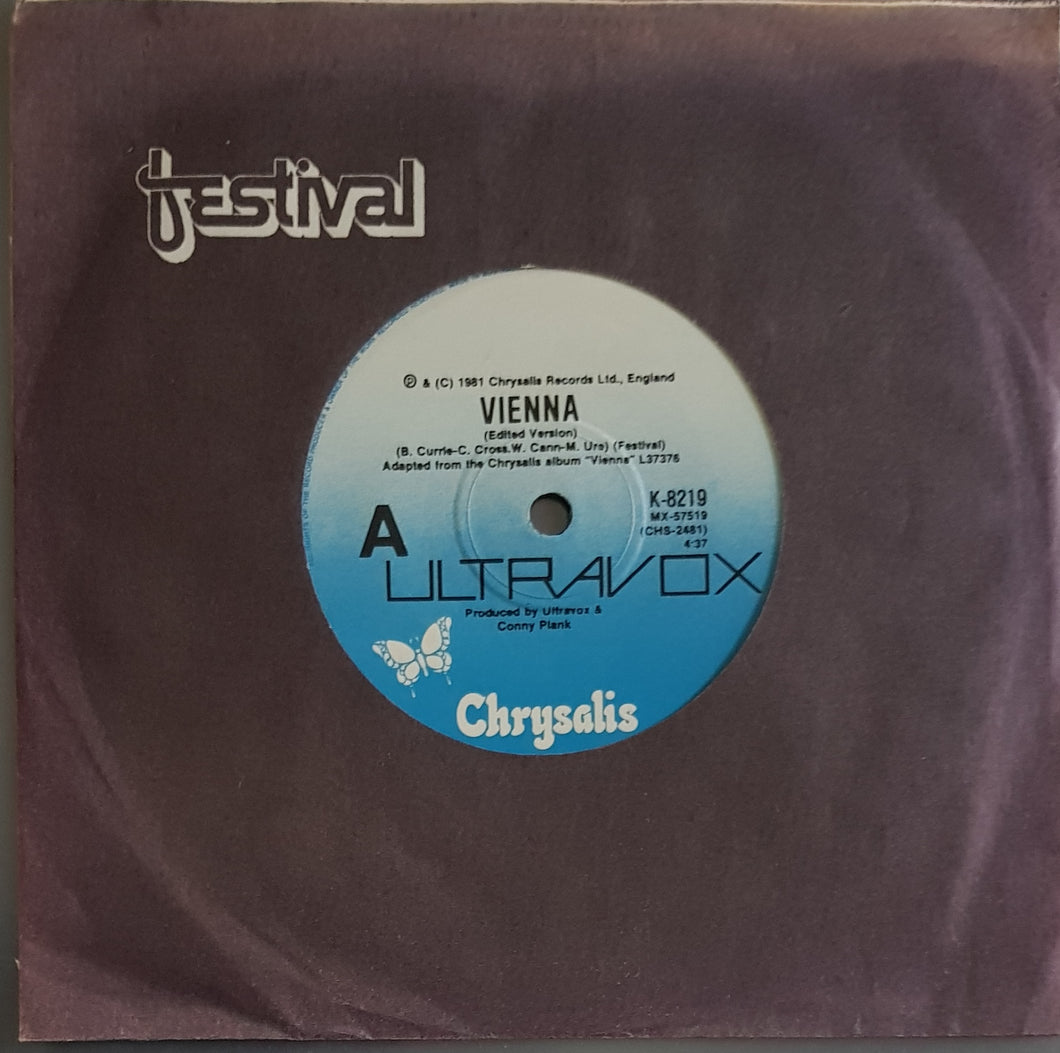 festival
℗ & (C) 1981 Chrysalis Records Ltd., England
VIENNA
(Edited Version)
(B. Currie-C. Cross.W. Cann-M. Ure) (Festival)
Adapted from the Chrysalis album "Vienna" L37376
K-8219
MX-57519
(CHS-2481)
4:37
A
ULTRAVOX
Produced by Ultravox &
Conny Plank
Chrysalis